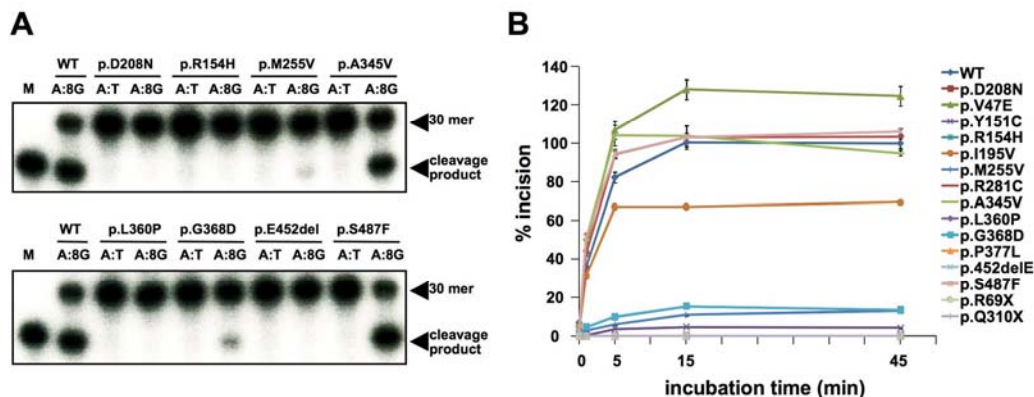 A
WT p.D208N p.R154H p.M255V p.A345V
M A:8G A:T A:8G A:T A:8G A:T A:8G A:T A:8G
30 mer
cleavage
product
WT p.L360P p.G368D p.E452del p.S487F
M A:8G A:T A:8G A:T A:8G A:T A:8G A:T A:8G
30 mer
cleavage
product
B
% incision
140
120
100
80
60
40
20
0
0 5 15 45
incubation time (min)
WT
p.D208N
p.V47E
p.Y151C
p.R154H
p.I195V
p.M255V
p.R281C
p.A345V
p.L360P
p.G368D
p.P377L
p.452delE
p.S487F
p.R69X
p.Q310X